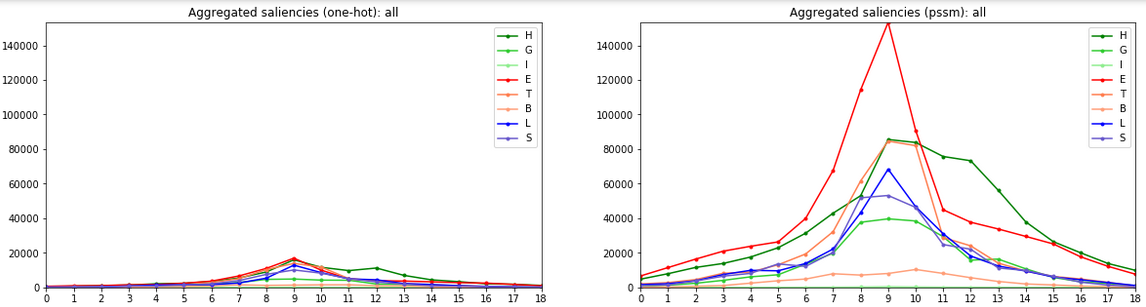 Aggregated saliencies (one-hot): all
140000
120000
100000
80000
60000
40000
20000
0
0 1 2 3 4 5 6 7 8 9 10 11 12 13 14 15 16 17 18
H
G
I
E
T
B
L
S
Aggregated saliencies (pssm): all
140000
120000
100000
80000
60000
40000
20000
0
0 1 2 3 4 5 6 7 8 9 10 11 12 13 14 15 16 17
H
G
I
E
T
B
L
S